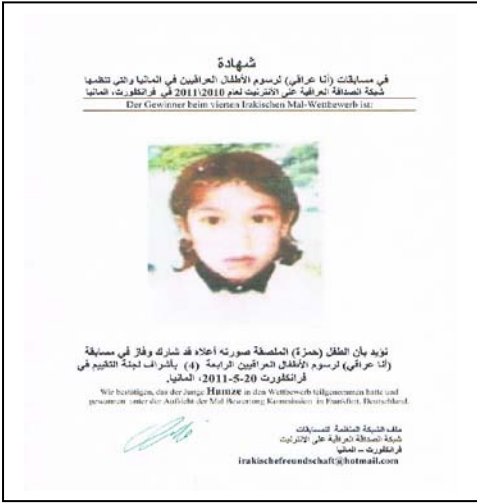 شهادة
في مسابقات (أنا عراقي) لرسوم الأطفال العراقيين في المانيا والتي تنظمها
شبكة الصداقة العراقية على الأنترنيت لعام 2010\2011 في فرانكفورت، المانيا
Der Gewinner beim vierten Irakischen Mal-Wettbewerb ist:
نؤيد بأن الطفل (حمزة) الملصقة صورته أعلاه قد شارك وفاز في مسابقة
(أنا عراقي) لرسوم الأطفال العراقيين الرابعة (4) بأشراف لجنة التقييم في
فرانكفورت 20-5-2011، المانيا.
Wir bestätigen, das der Junge Humze in den Wettbewerb teilgenommen hatte und
gewonnen unter der Aufsicht der Mal Bewertung Kommission in Frankfurt, Deutschland.
ملف الشبكة المنظمة للمسابقات
شبكة الصداقة العراقية على الأنترنيت
فرانكفورت – المانيا
irakischefreundschaft@hotmail.com